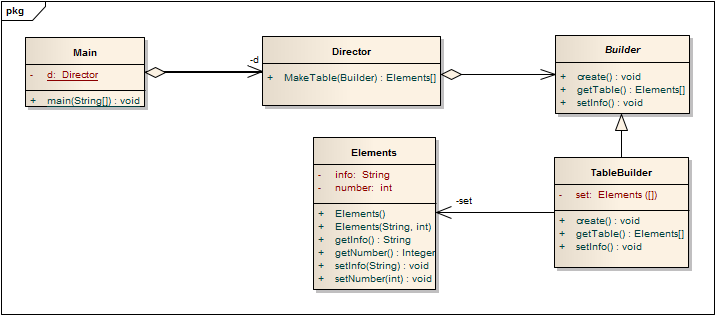 pkg
Main
- d: Director
+ main(String[]) : void
-d
Director
+ MakeTable(Builder) : Elements[]
Builder
+ create() : void
+ getTable() : Elements[]
+ setInfo() : void
Elements
- info: String
- number: int
+ Elements()
+ Elements(String, int)
+ getInfo() : String
+ getNumber() : Integer
+ setInfo(String) : void
+ setNumber(int) : void
-set
TableBuilder
- set: Elements ([])
+ create() : void
+ getTable() : Elements[]
+ setInfo() : void